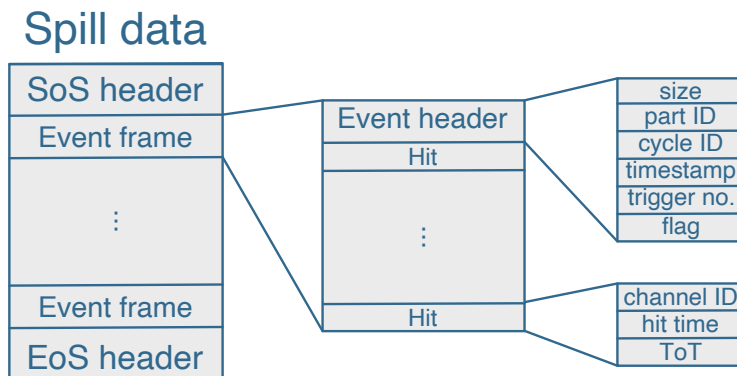 Spill data
SoS header
Event frame
⋮
Event frame
EoS header
Event header
Hit
⋮
Hit
size
part ID
cycle ID
timestamp
trigger no.
flag
channel ID
hit time
ToT